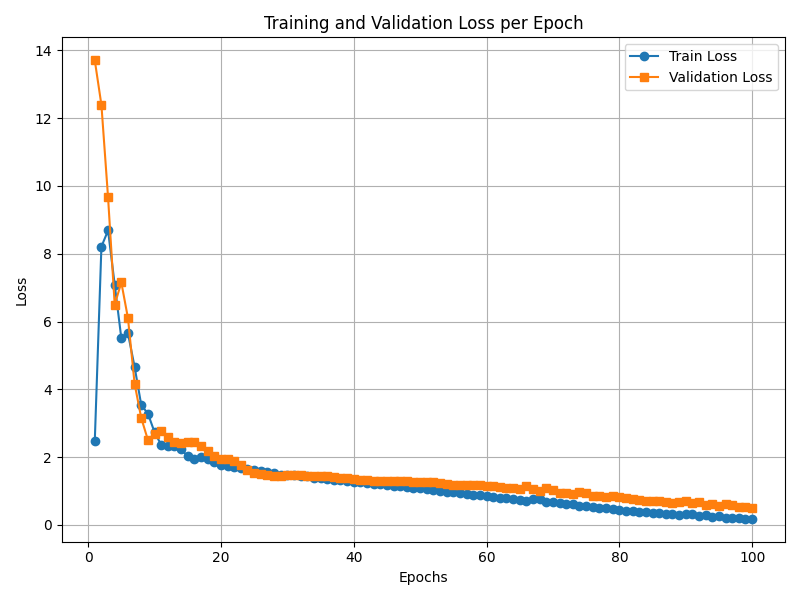 Training and Validation Loss per Epoch
Train Loss
Validation Loss
14
12
10
8
6
4
2
0
Loss
0 20 40 60 80 100
Epochs